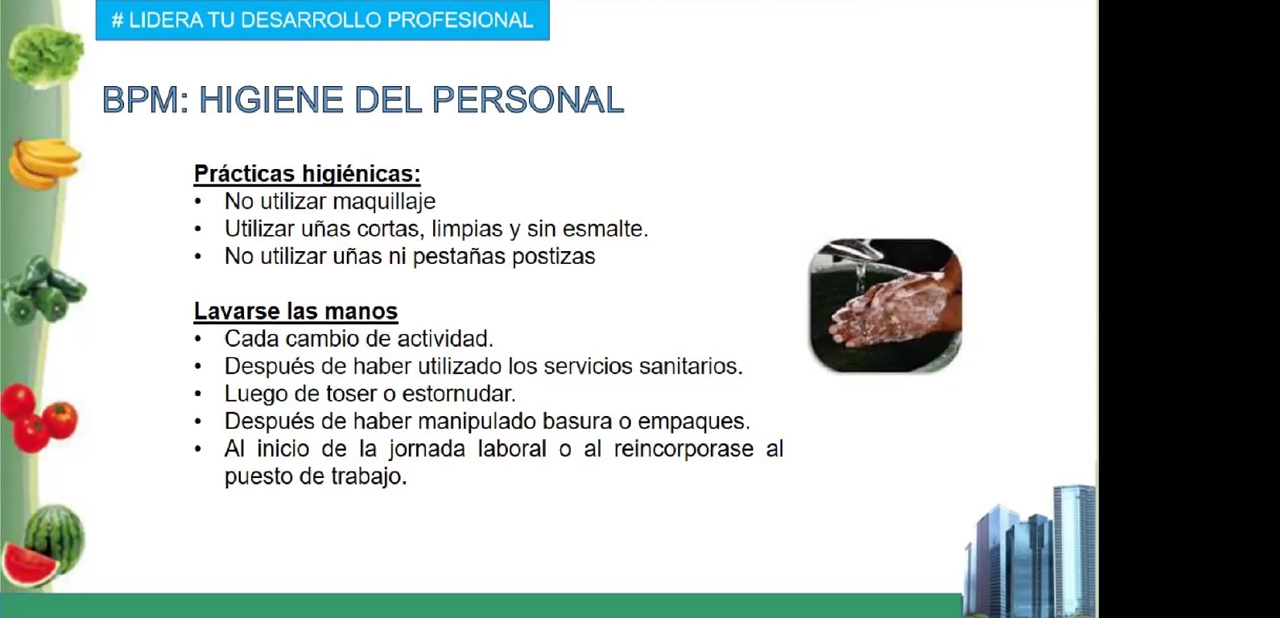 # LIDERA TU DESARROLLO PROFESIONAL
BPM: HIGIENE DEL PERSONAL
Prácticas higiénicas:
• No utilizar maquillaje
• Utilizar uñas cortas, limpias y sin esmalte.
• No utilizar uñas ni pestañas postizas
Lavarse las manos
• Cada cambio de actividad.
• Después de haber utilizado los servicios sanitarios.
• Luego de toser o estornudar.
• Después de haber manipulado basura o empaques.
• Al inicio de la jornada laboral o al reincorporase al
puesto de trabajo.